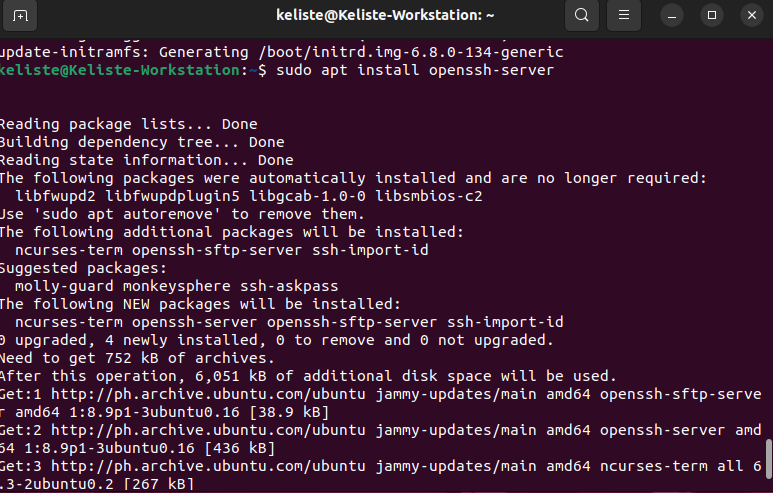 keliste@Keliste-Workstation: ~
update-initramfs: Generating /boot/initrd.img-6.8.0-134-generic
keliste@Keliste-Workstation:~$ sudo apt install openssh-server
Reading package lists... Done
Building dependency tree... Done
Reading state information... Done
The following packages were automatically installed and are no longer required:
libfwupd2 libfwupdplugin5 libgcab-1.0-0 libsmbios-c2
Use 'sudo apt autoremove' to remove them.
The following additional packages will be installed:
ncurses-term openssh-sftp-server ssh-import-id
Suggested packages:
molly-guard monkeysphere ssh-askpass
The following NEW packages will be installed:
ncurses-term openssh-server openssh-sftp-server ssh-import-id
0 upgraded, 4 newly installed, 0 to remove and 0 not upgraded.
Need to get 752 kB of archives.
After this operation, 6,051 kB of additional disk space will be used.
Get:1 http://ph.archive.ubuntu.com/ubuntu jammy-updates/main amd64 openssh-sftp-serve
r amd64 1:8.9p1-3ubuntu0.16 [38.9 kB]
Get:2 http://ph.archive.ubuntu.com/ubuntu jammy-updates/main amd64 openssh-server amd
64 1:8.9p1-3ubuntu0.16 [436 kB]
Get:3 http://ph.archive.ubuntu.com/ubuntu jammy-updates/main amd64 ncurses-term all 6
.3-2ubuntu0.2 [267 kB]